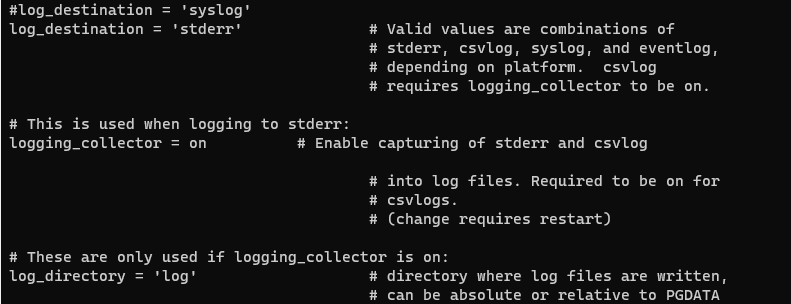 #log_destination = 'syslog'
log_destination = 'stderr'              # Valid values are combinations of
                                        # stderr, csvlog, syslog, and eventlog,
                                        # depending on platform.  csvlog
                                        # requires logging_collector to be on.

# This is used when logging to stderr:
logging_collector = on          # Enable capturing of stderr and csvlog

                                        # into log files. Required to be on for
                                        # csvlogs.
                                        # (change requires restart)

# These are only used if logging_collector is on:
log_directory = 'log'                   # directory where log files are written,
                                        # can be absolute or relative to PGDATA